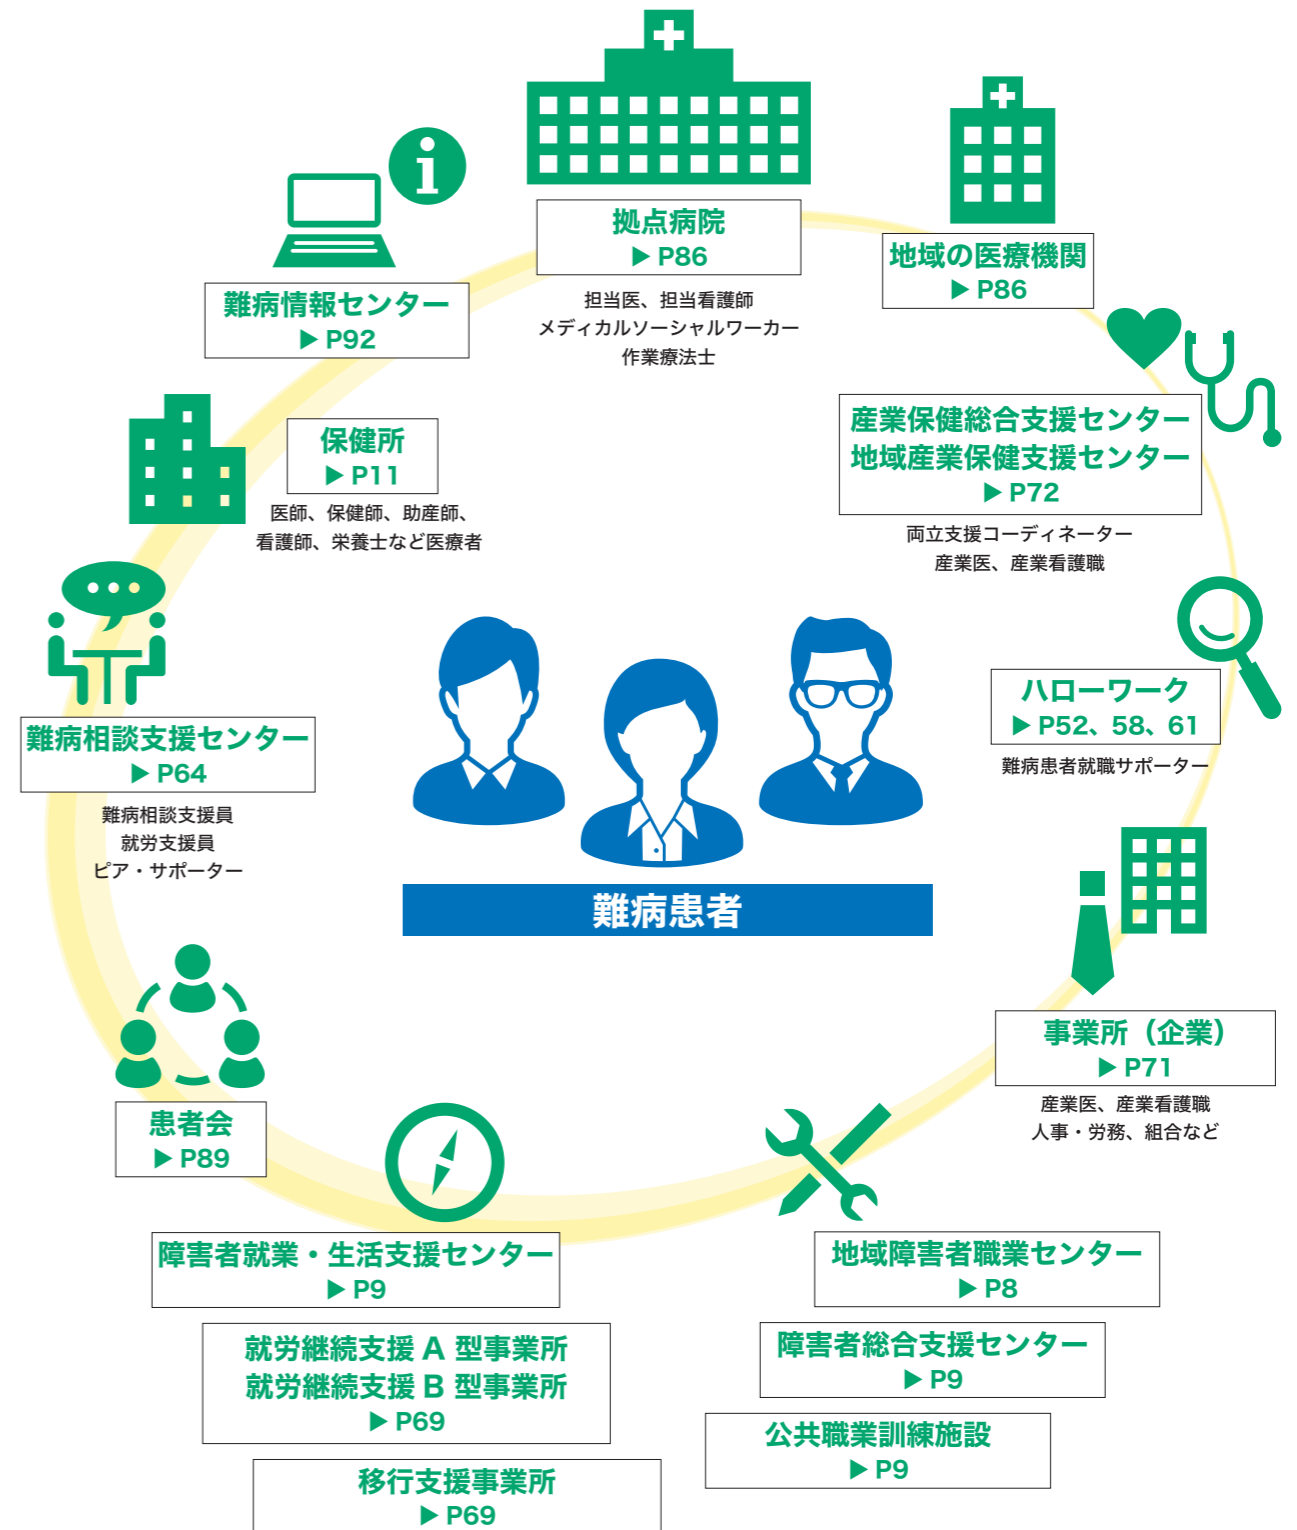 拠点病院
▶ P86
担当医、担当看護師
メディカルソーシャルワーカー
作業療法士
地域の医療機関
▶ P86
難病情報センター
▶ P92
産業保健総合支援センター
地域産業保健支援センター
▶ P72
両立支援コーディネーター
産業医、産業看護職
保健所
▶ P11
医師、保健師、助産師、
看護師、栄養士など医療者
ハローワーク
▶ P52、58、61
難病患者就職サポーター
難病相談支援センター
▶ P64
難病相談支援員
就労支援員
ピア・サポーター
難病患者
事業所（企業）
▶ P71
産業医、産業看護職
人事・労務、組合など
患者会
▶ P89
障害者就業・生活支援センター
▶ P9
就労継続支援 A 型事業所
就労継続支援 B 型事業所
▶ P69
移行支援事業所
▶ P69
地域障害者職業センター
▶ P8
障害者総合支援センター
▶ P9
公共職業訓練施設
▶ P9